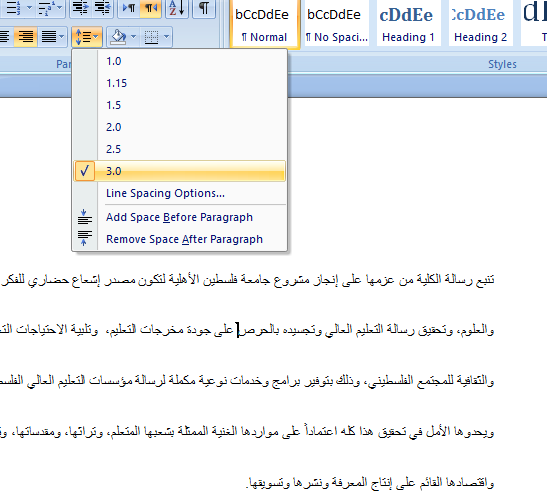 bCcDdEe bCcDdEe cDdEe CcDdEe
¶ Normal ¶ No Spaci... Heading 1 Heading 2 T
Par Styles
1.0
1.15
1.5
2.0
2.5
3.0
Line Spacing Options...
Add Space Before Paragraph
Remove Space After Paragraph
تنبع رسالة الكلية من عزمها على إنجاز مشروع جامعة فلسطين الأهلية لتكون مصدر إشعاع حضاري للفكر
والعلوم، وتحقيق رسالة التعليم العالي وتجسيده بالحرص على جودة مخرجات التعليم، وتلبية الاحتياجات
والثقافية للمجتمع الفلسطيني، وذلك بتوفير برامج وخدمات نوعية مكملة لرسالة مؤسسات التعليم العالي
ويحدوها الأمل في تحقيق هذا كله اعتماداً على مواردها الغنية الممثلة بشعبها المتعلم، وتراثها، ومقدساتها،
واقتصادها القائم على إنتاج المعرفة ونشرها وتسويقها.